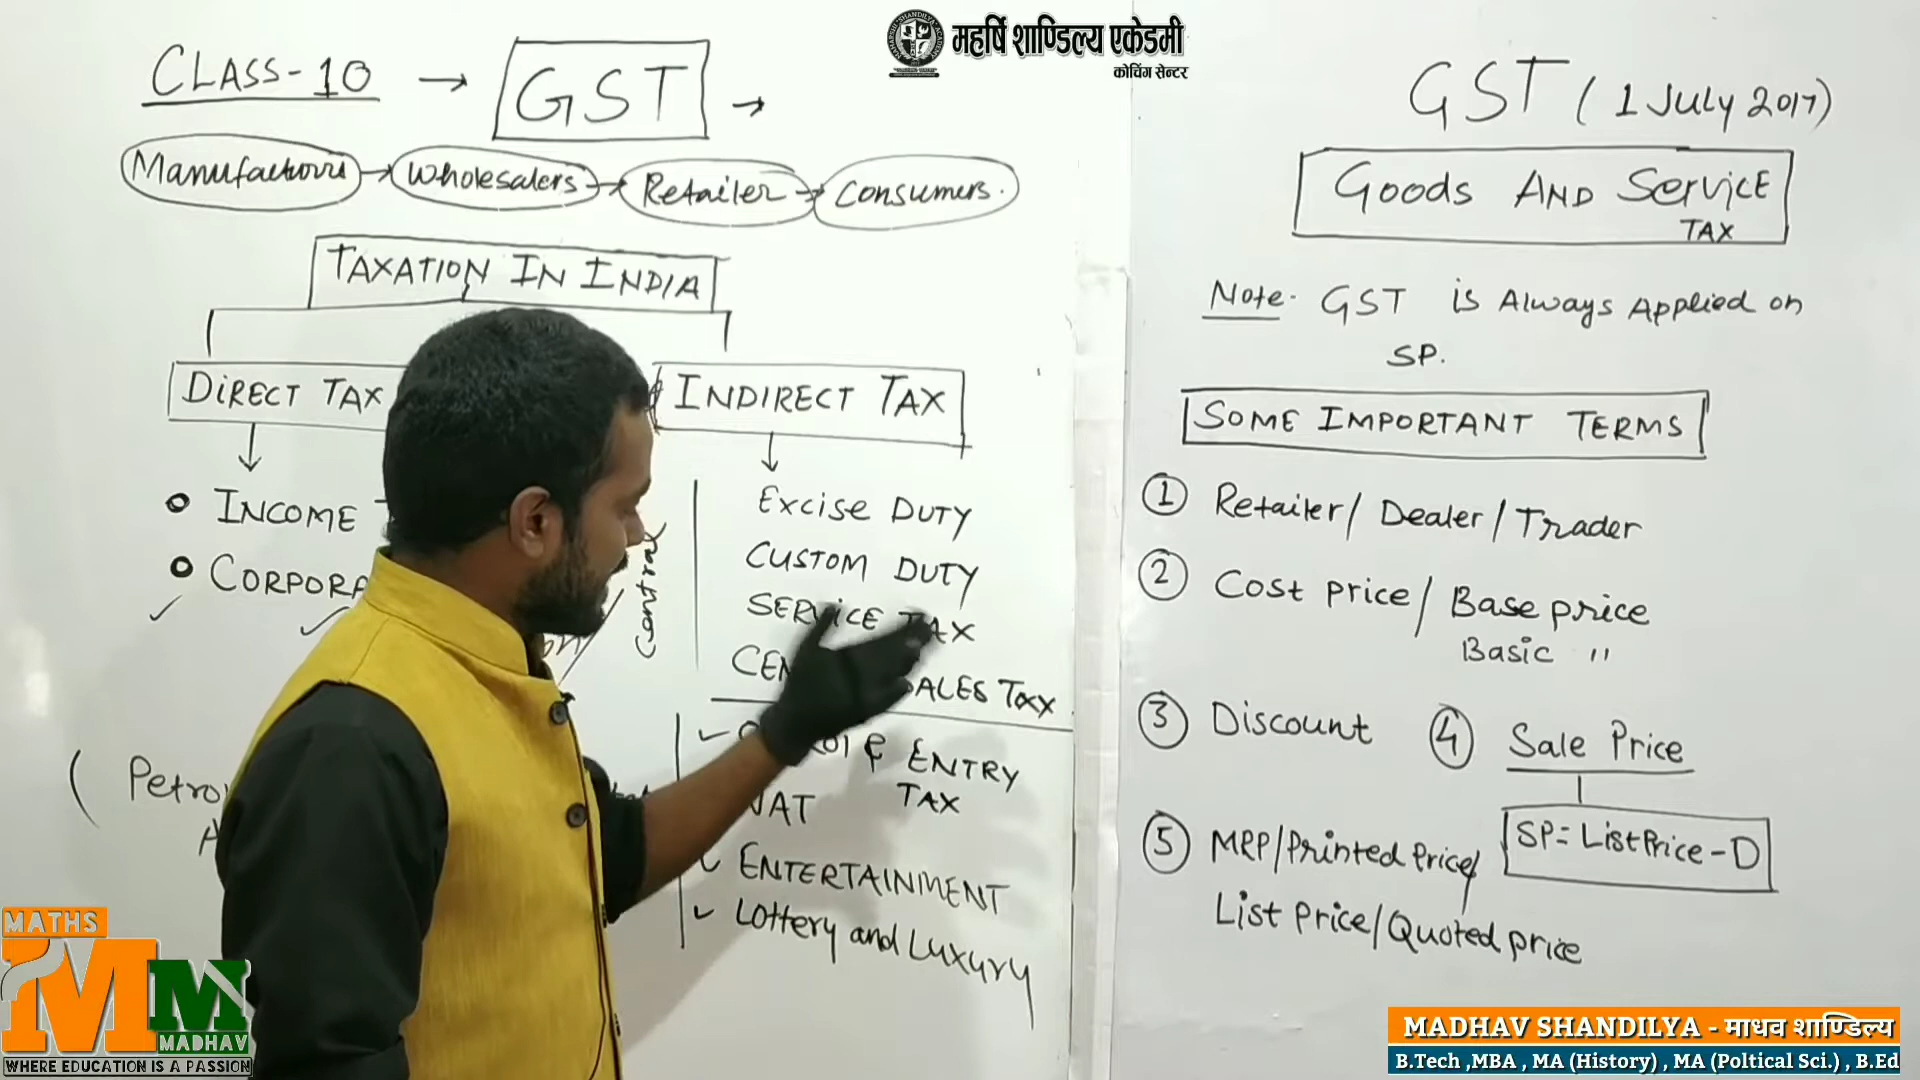 महर्षि शाण्डिल्य एकेडमी
कोचिंग सेन्टर
CLASS-10 → GST →
Manufactururs → Wholesalers → Retailer → Consumers.
TAXATION IN INDIA
DIRECT TAX
INCOME
INDIRECT TAX
Central
Excise DUTY
CUSTOM DUTY
SERVICE TAX
SALES Tax
& ENTRY
TAX
VAT
ENTERTAINMENT
Lottery and Luxury
GST (1 July 2017)
Goods AND Service
TAX
Note- GST is Always Applied on
SP.
SOME IMPORTANT TERMS
① Retailer/ Dealer/Trader
② Cost price/ Base price
Basic "
③ Discount ④ Sale Price
SP = List Price - D
⑤ MRP/Printed Price/
List price/Quoted price
MATHS
MM
MADHAV
WHERE EDUCATION IS A PASSION
MADHAV SHANDILYA - माधव शाण्डिल्य
B.Tech ,MBA , MA (History) , MA (Poltical Sci.) , B.Ed